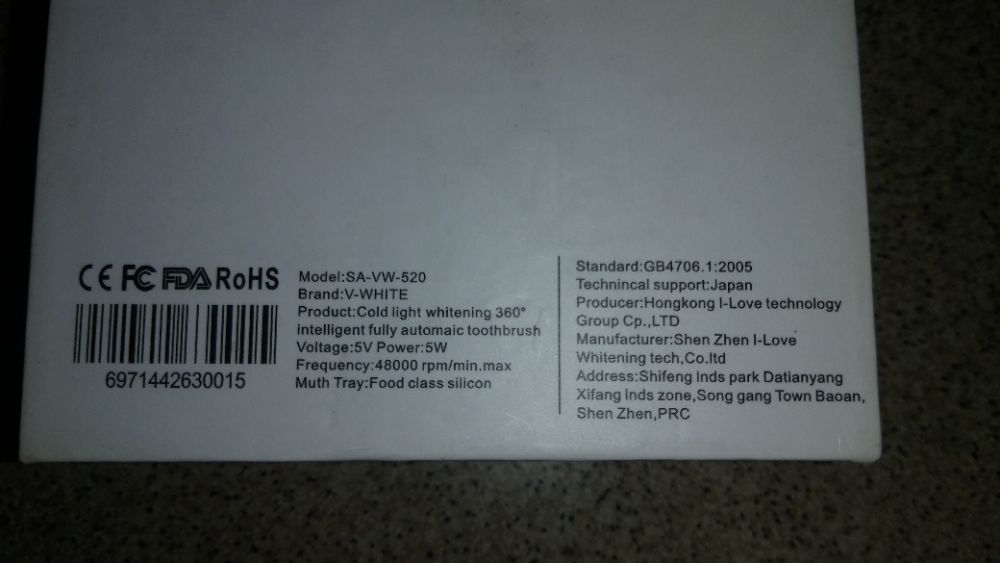 CE FC FDA RoHS
6971442630015
Model:SA-VW-520
Brand:V-WHITE
Product:Cold light whitening 360°
intelligent fully automaic toothbrush
Voltage:5V Power:5W
Frequency:48000 rpm/min.max
Muth Tray:Food class silicon
Standard:GB4706.1:2005
Technincal support:Japan
Producer:Hongkong I-Love technology
Group Cp.,LTD
Manufacturer:Shen Zhen I-Love
Whitening tech,Co.ltd
Address:Shifeng Inds park Datianyang
Xifang Inds zone,Song gang Town Baoan,
Shen Zhen,PRC